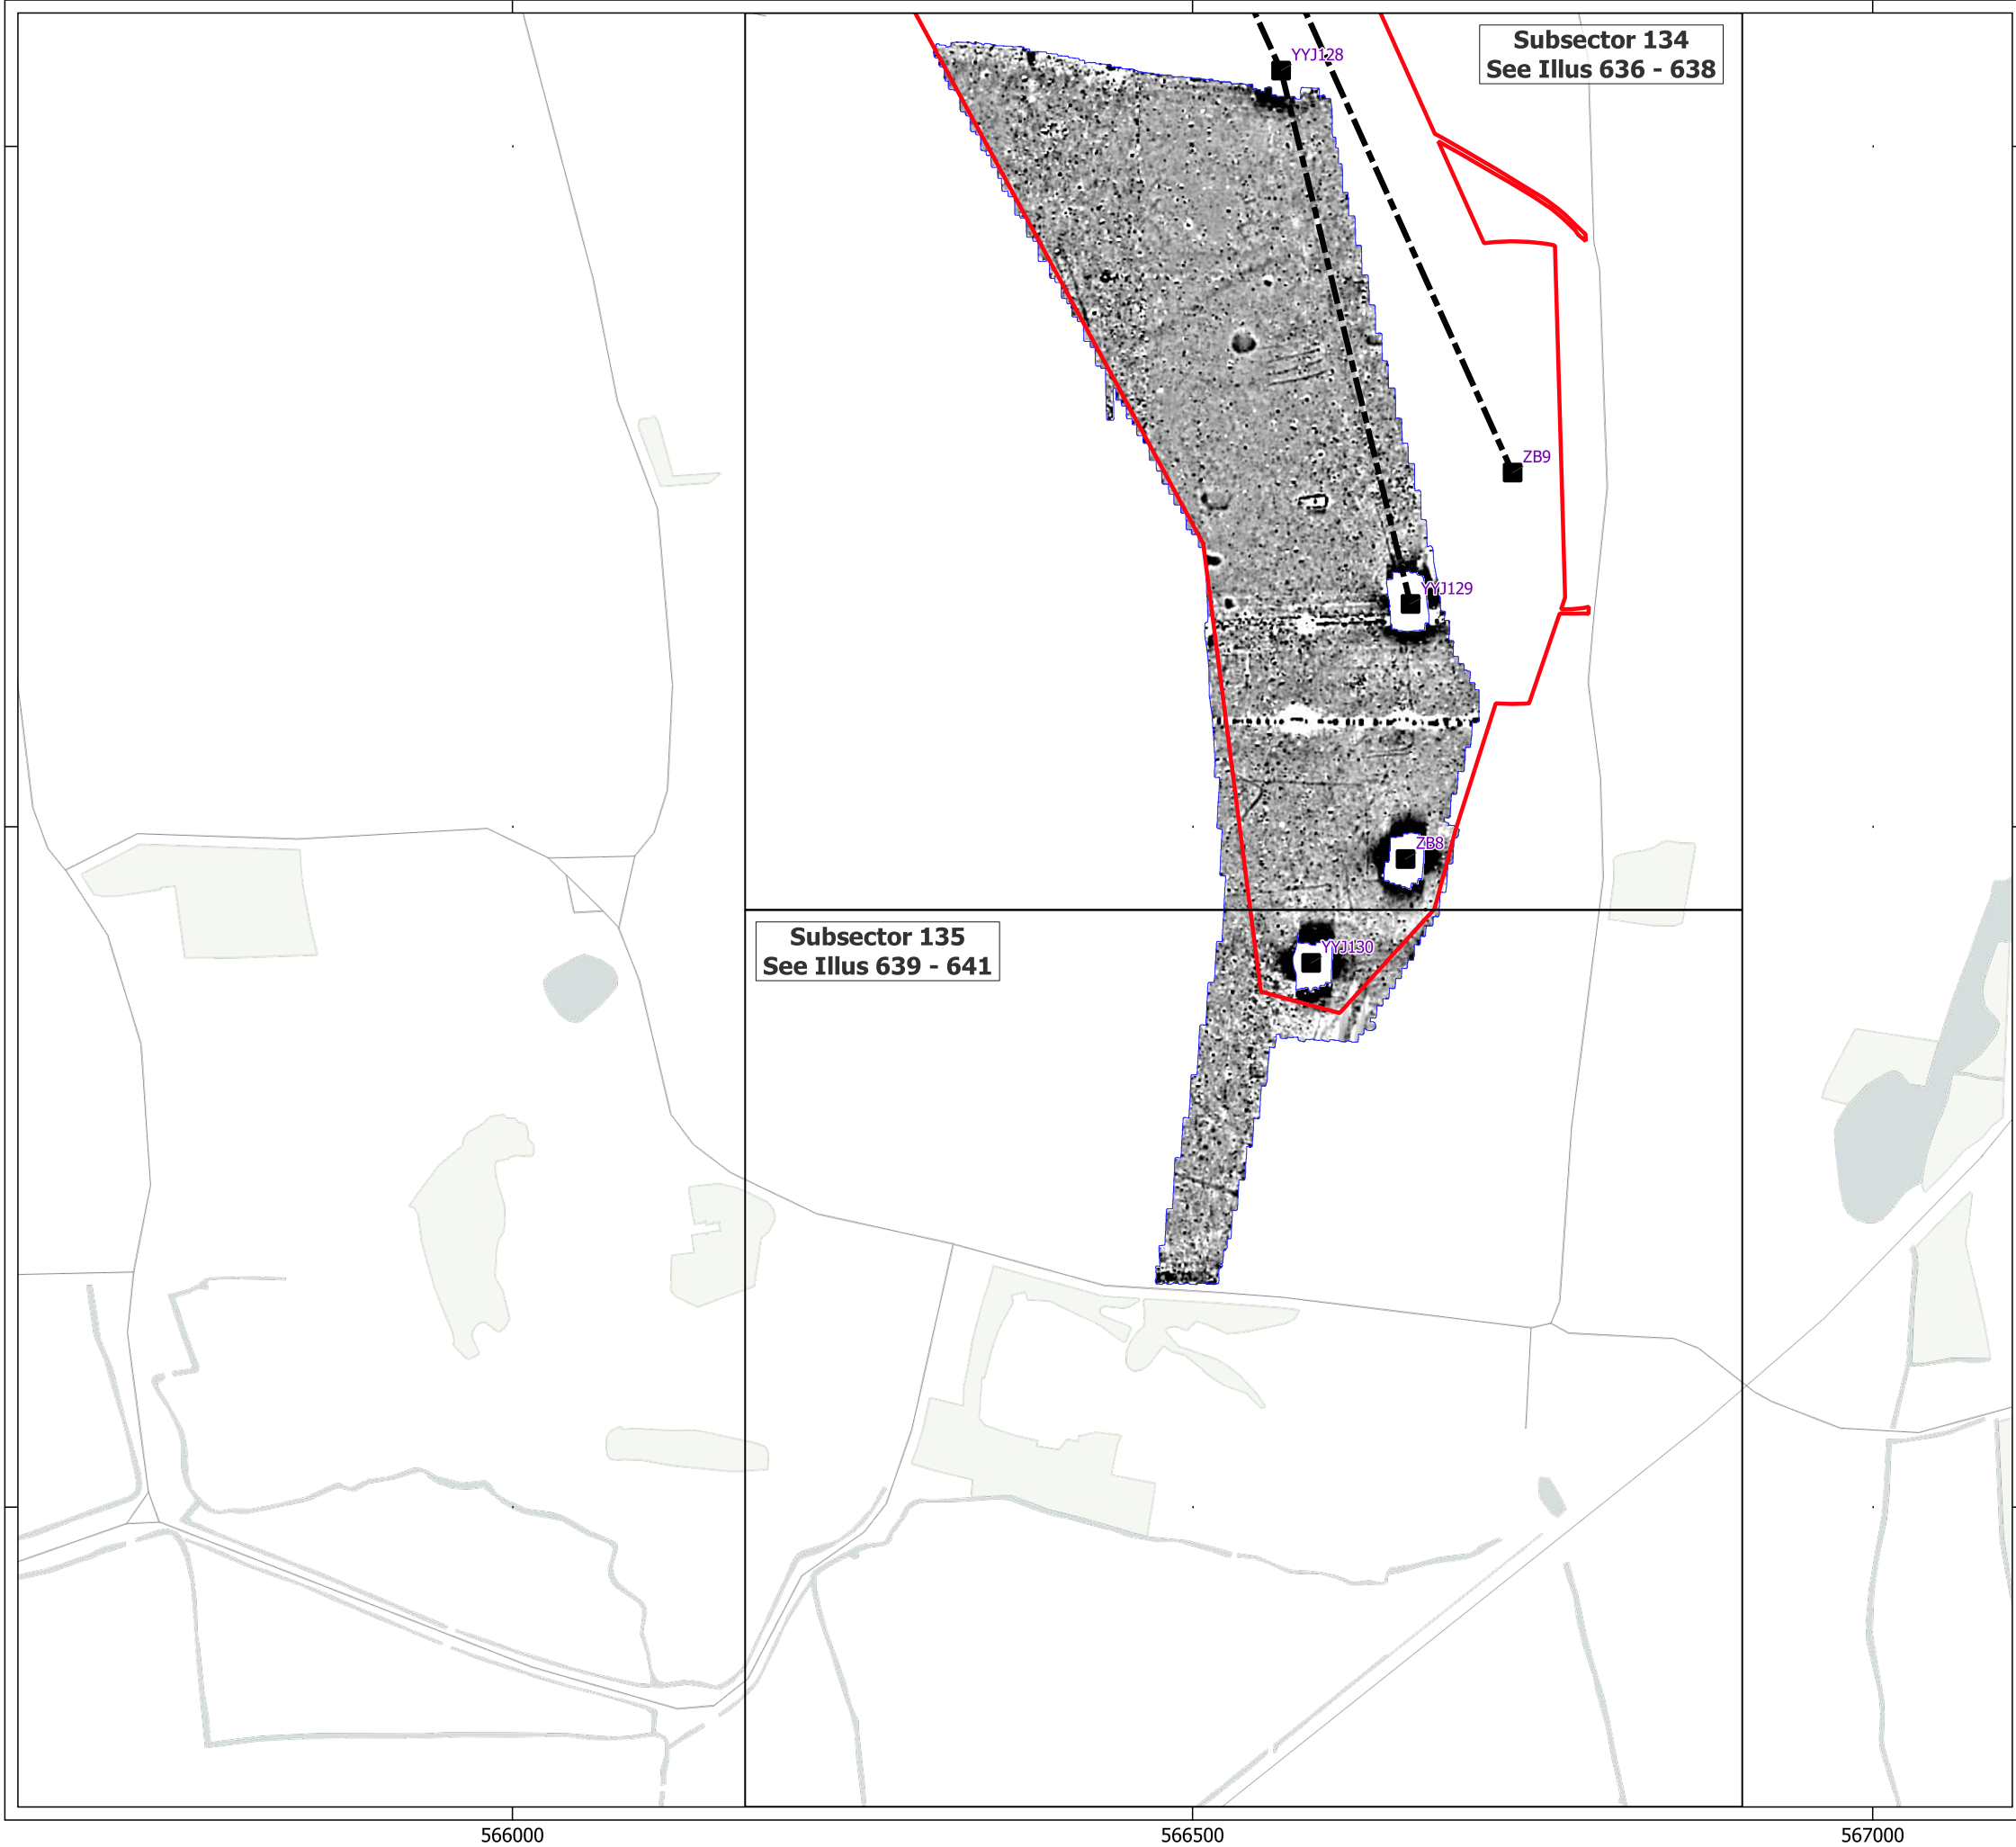 Subsector 134
See Illus 636 - 638
YYJ128
ZB9
YYJ129
ZB8
Subsector 135
See Illus 639 - 641
YYJ130
566000
566500
567000